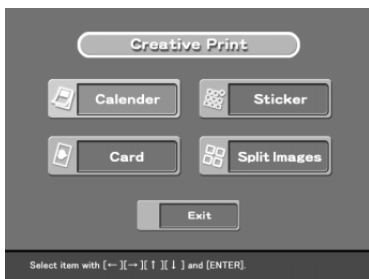 Creative Print
Calender
Sticker
Card
Split Images
Exit
Select item with [←][→][↑][↓] and [ENTER].